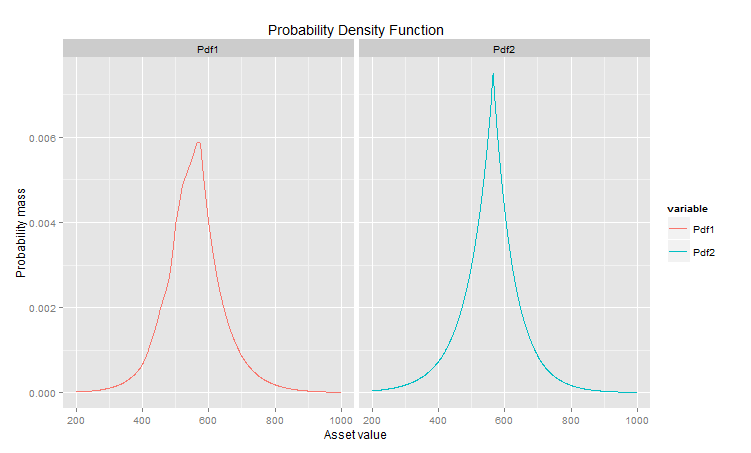 Probability Density Function
Pdf1
Pdf2
Probability mass
0.006
0.004
0.002
0.000
200 400 600 800 1000
200 400 600 800 1000
Asset value
variable
Pdf1
Pdf2